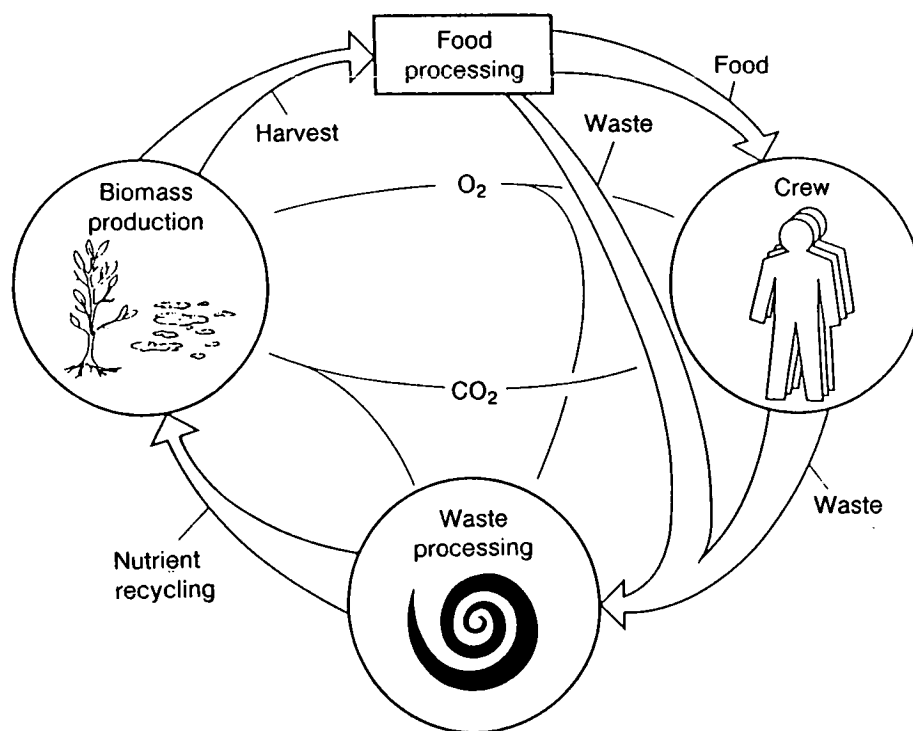 Food
processing
Food
Harvest
Waste
Biomass
production
O₂
Crew
CO₂
Waste
processing
Waste
Nutrient
recycling